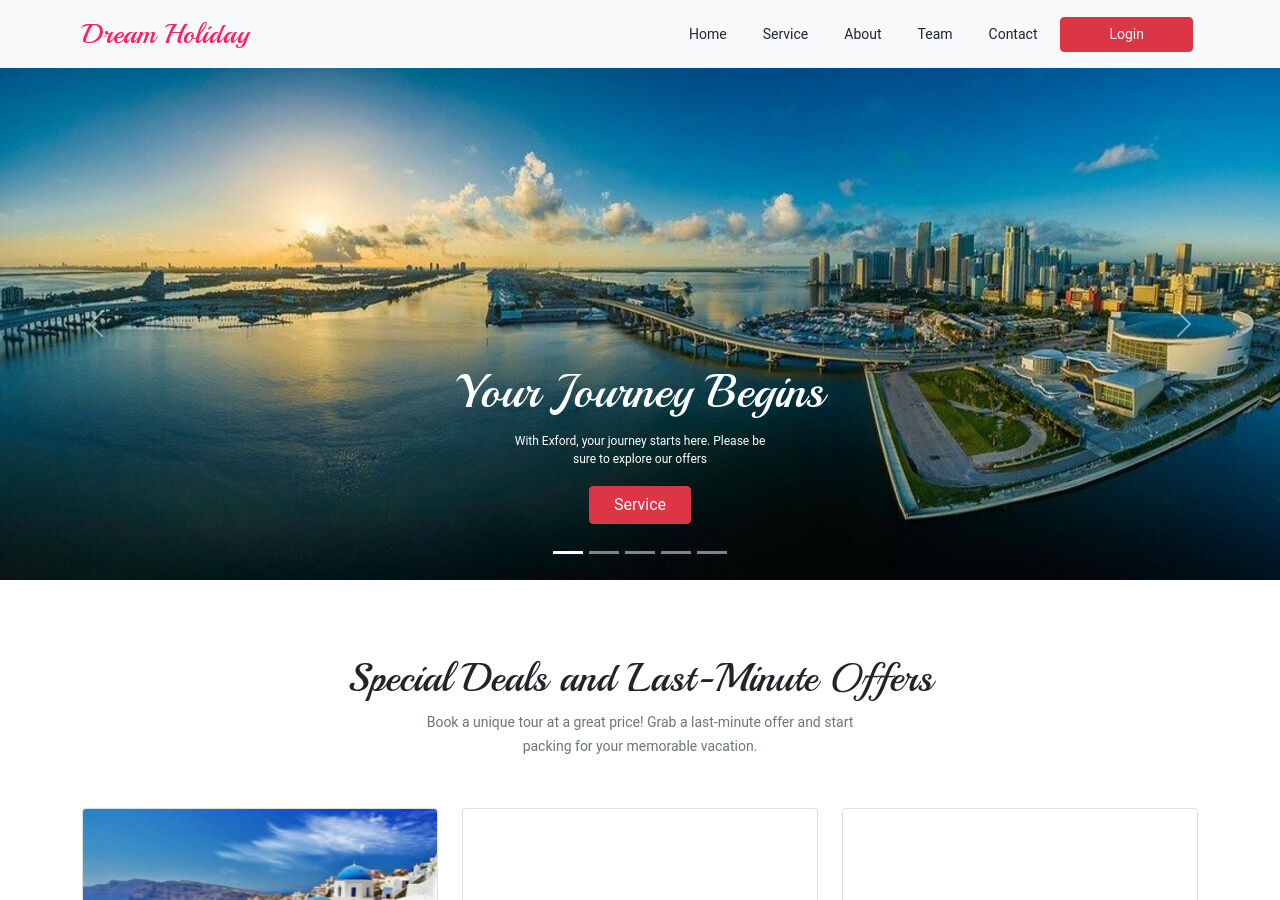 Dream Holiday
Home
Service
About
Team
Contact
Login
Your Journey Begins
With Exford, your journey starts here. Please be
sure to explore our offers
Service
Special Deals and Last-Minute Offers
Book a unique tour at a great price! Grab a last-minute offer and start
packing for your memorable vacation.